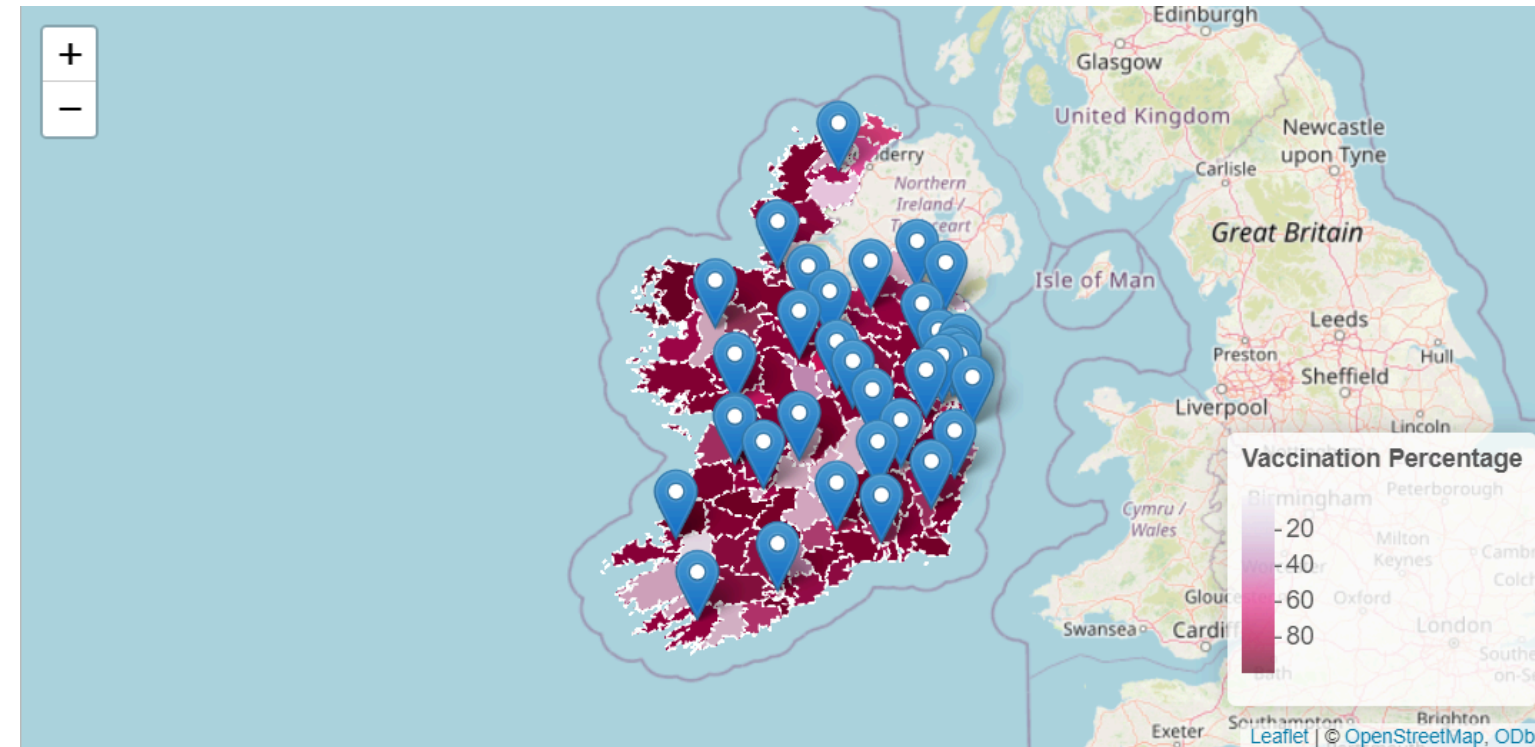 +
−
Edinburgh
Glasgow
United Kingdom
Newcastle
upon Tyne
Carlisle
Northern
Ireland /
Great Britain
Isle of Man
Leeds
Preston
Hull
Sheffield
Liverpool
Lincoln
Vaccination Percentage
Birmingham
Peterborough
20
40
60
80
Cymru /
Wales
Milton
Keynes
Oxford
London
Swansea
Bath
Exeter
Southampton
Brighton
Leaflet | © OpenStreetMap, ODb